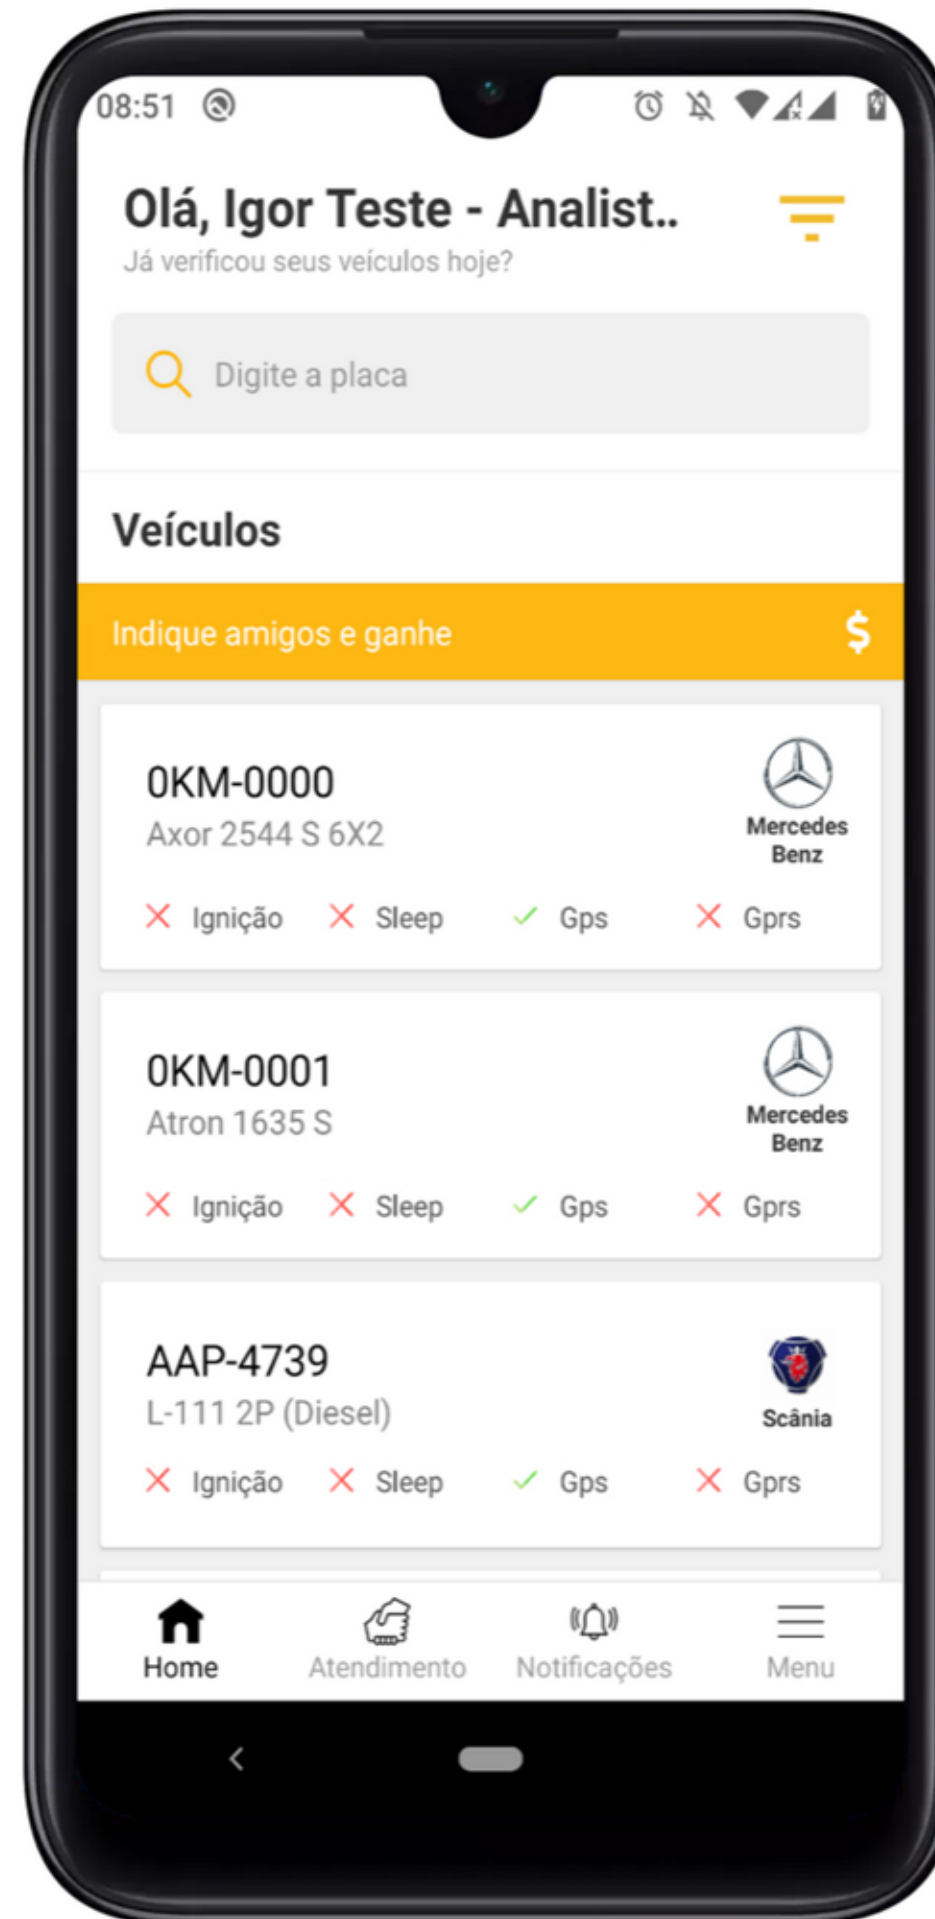 08:51
Olá, Igor Teste - Analist..
Já verificou seus veículos hoje?
Digite a placa
Veículos
Indique amigos e ganhe $
0KM-0000
Axor 2544 S 6X2
Mercedes
Benz
Ignição Sleep Gps Gprs
0KM-0001
Atron 1635 S
Mercedes
Benz
Ignição Sleep Gps Gprs
AAP-4739
L-111 2P (Diesel)
Scânia
Ignição Sleep Gps Gprs
Home Atendimento Notificações Menu